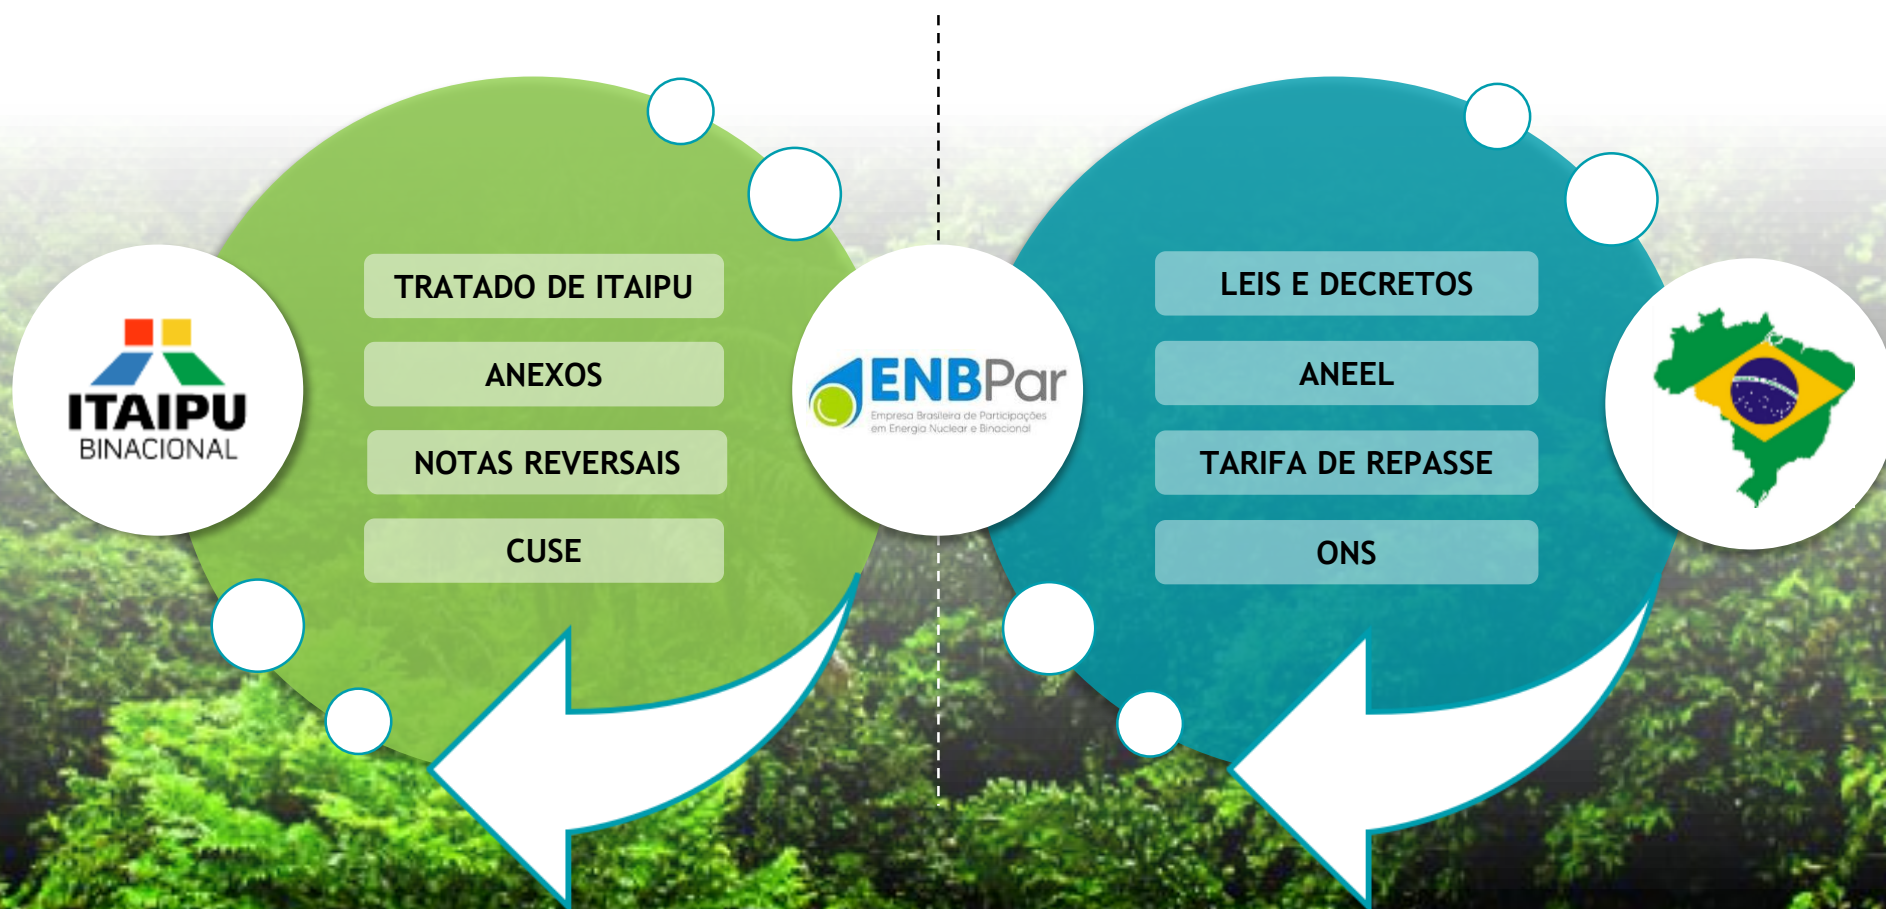 ITAIPU
BINACIONAL
TRATADO DE ITAIPU
ANEXOS
NOTAS REVERSAIS
CUSE
ENBPar
Empresa Brasileira de Participações
em Energia Nuclear e Binacional
LEIS E DECRETOS
ANEEL
TARIFA DE REPASSE
ONS